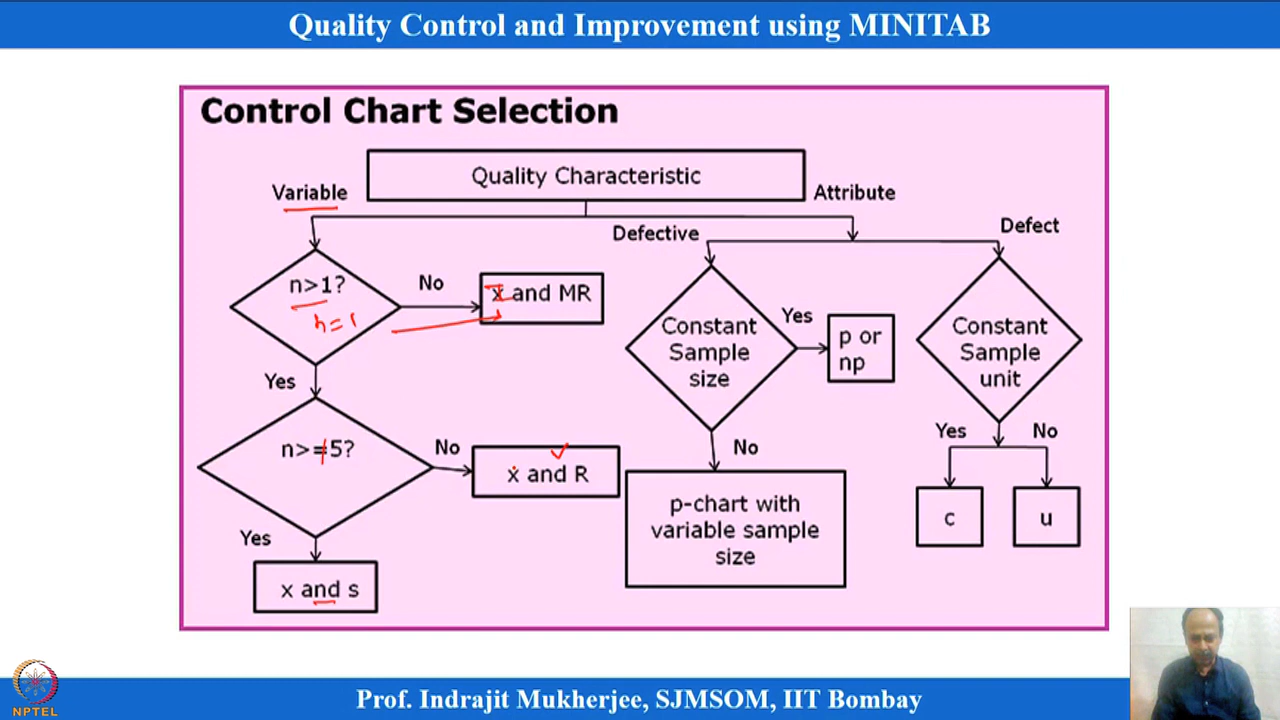 Quality Control and Improvement using MINITAB
Control Chart Selection
Quality Characteristic
Variable
Attribute
Defective
Defect
n>1?
n=1
No
x and MR
Yes
n>=5?
No
x and R
Yes
x and s
Constant
Sample
size
Yes
p or
np
No
p-chart with
variable sample
size
Constant
Sample
unit
Yes
No
c
u
NPTEL
Prof. Indrajit Mukherjee, SJMSOM, IIT Bombay